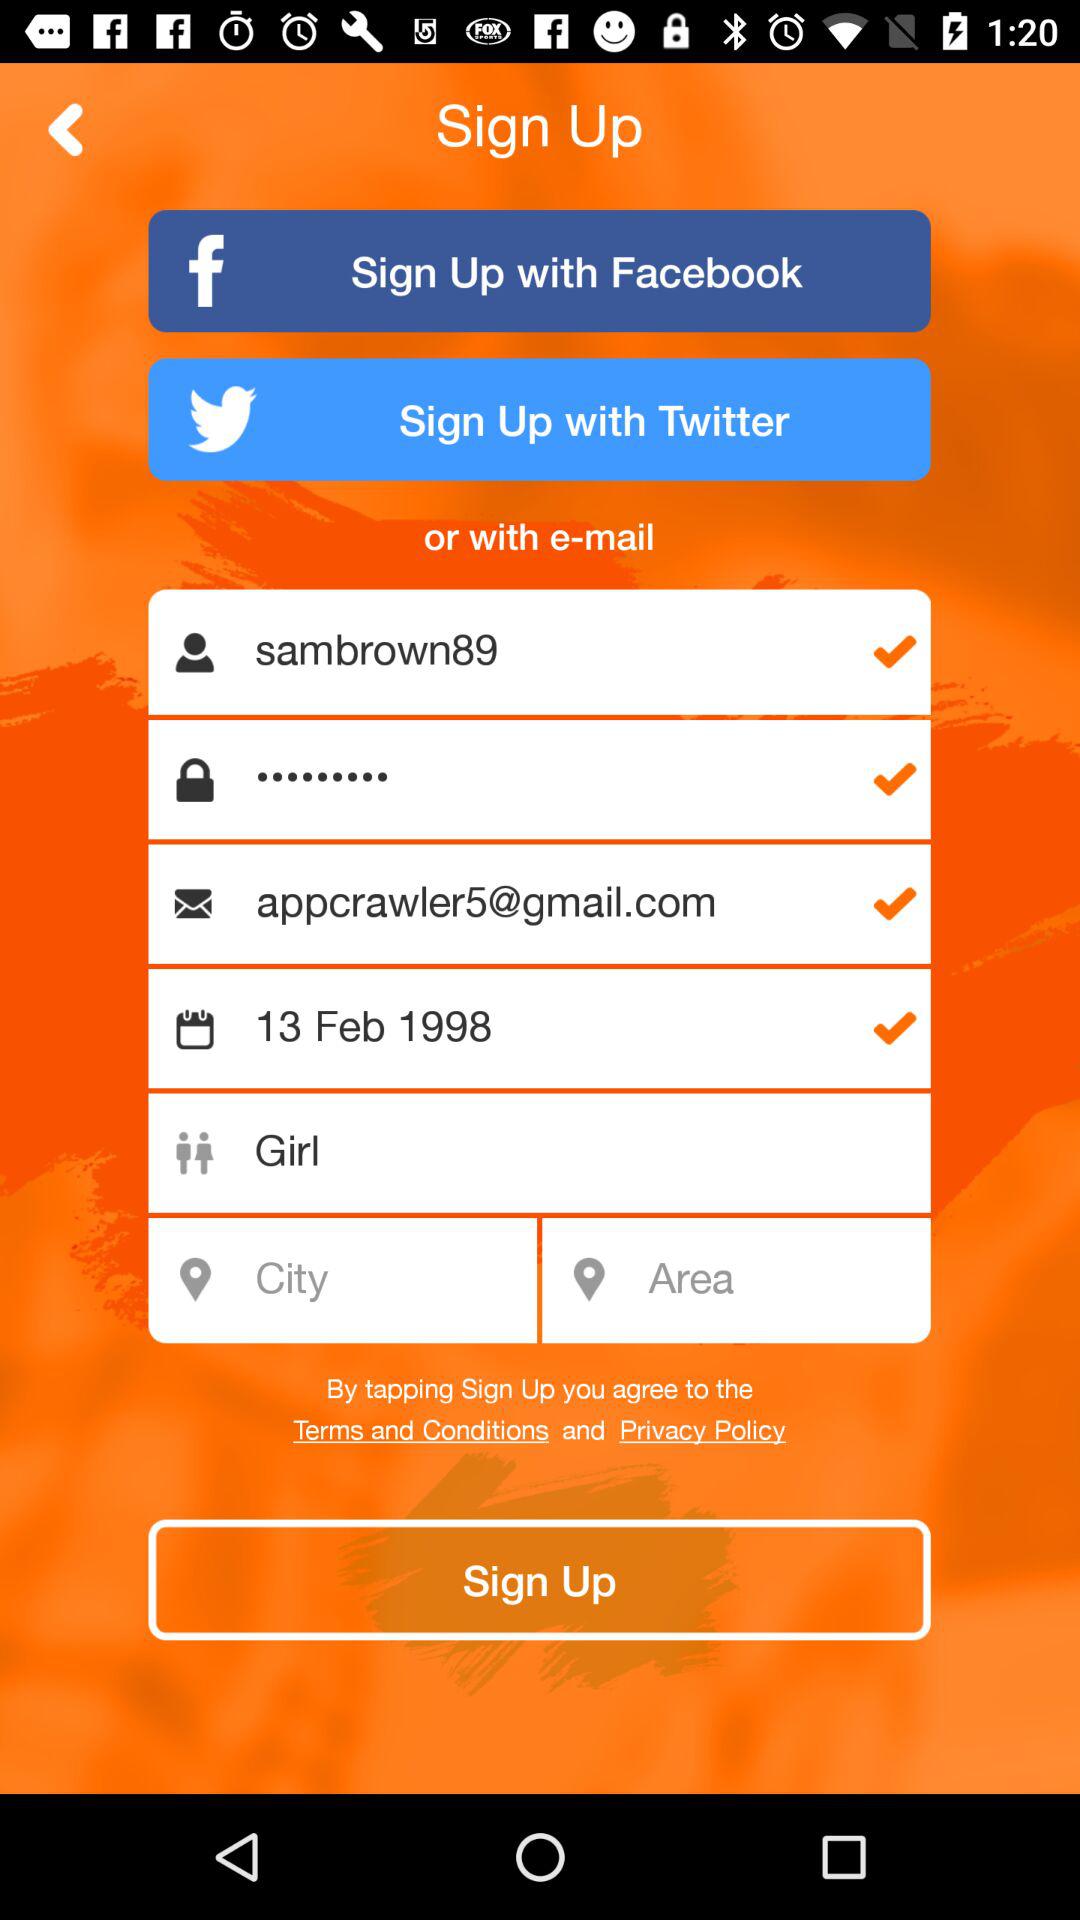 1:20
Sign Up
f Sign Up with Facebook
Sign Up with Twitter
or with e-mail
sambrown89
•••••••••
appcrawler5@gmail.com
13 Feb 1998
Girl
City Area
By tapping Sign Up you agree to the
Terms and Conditions and Privacy Policy
Sign Up